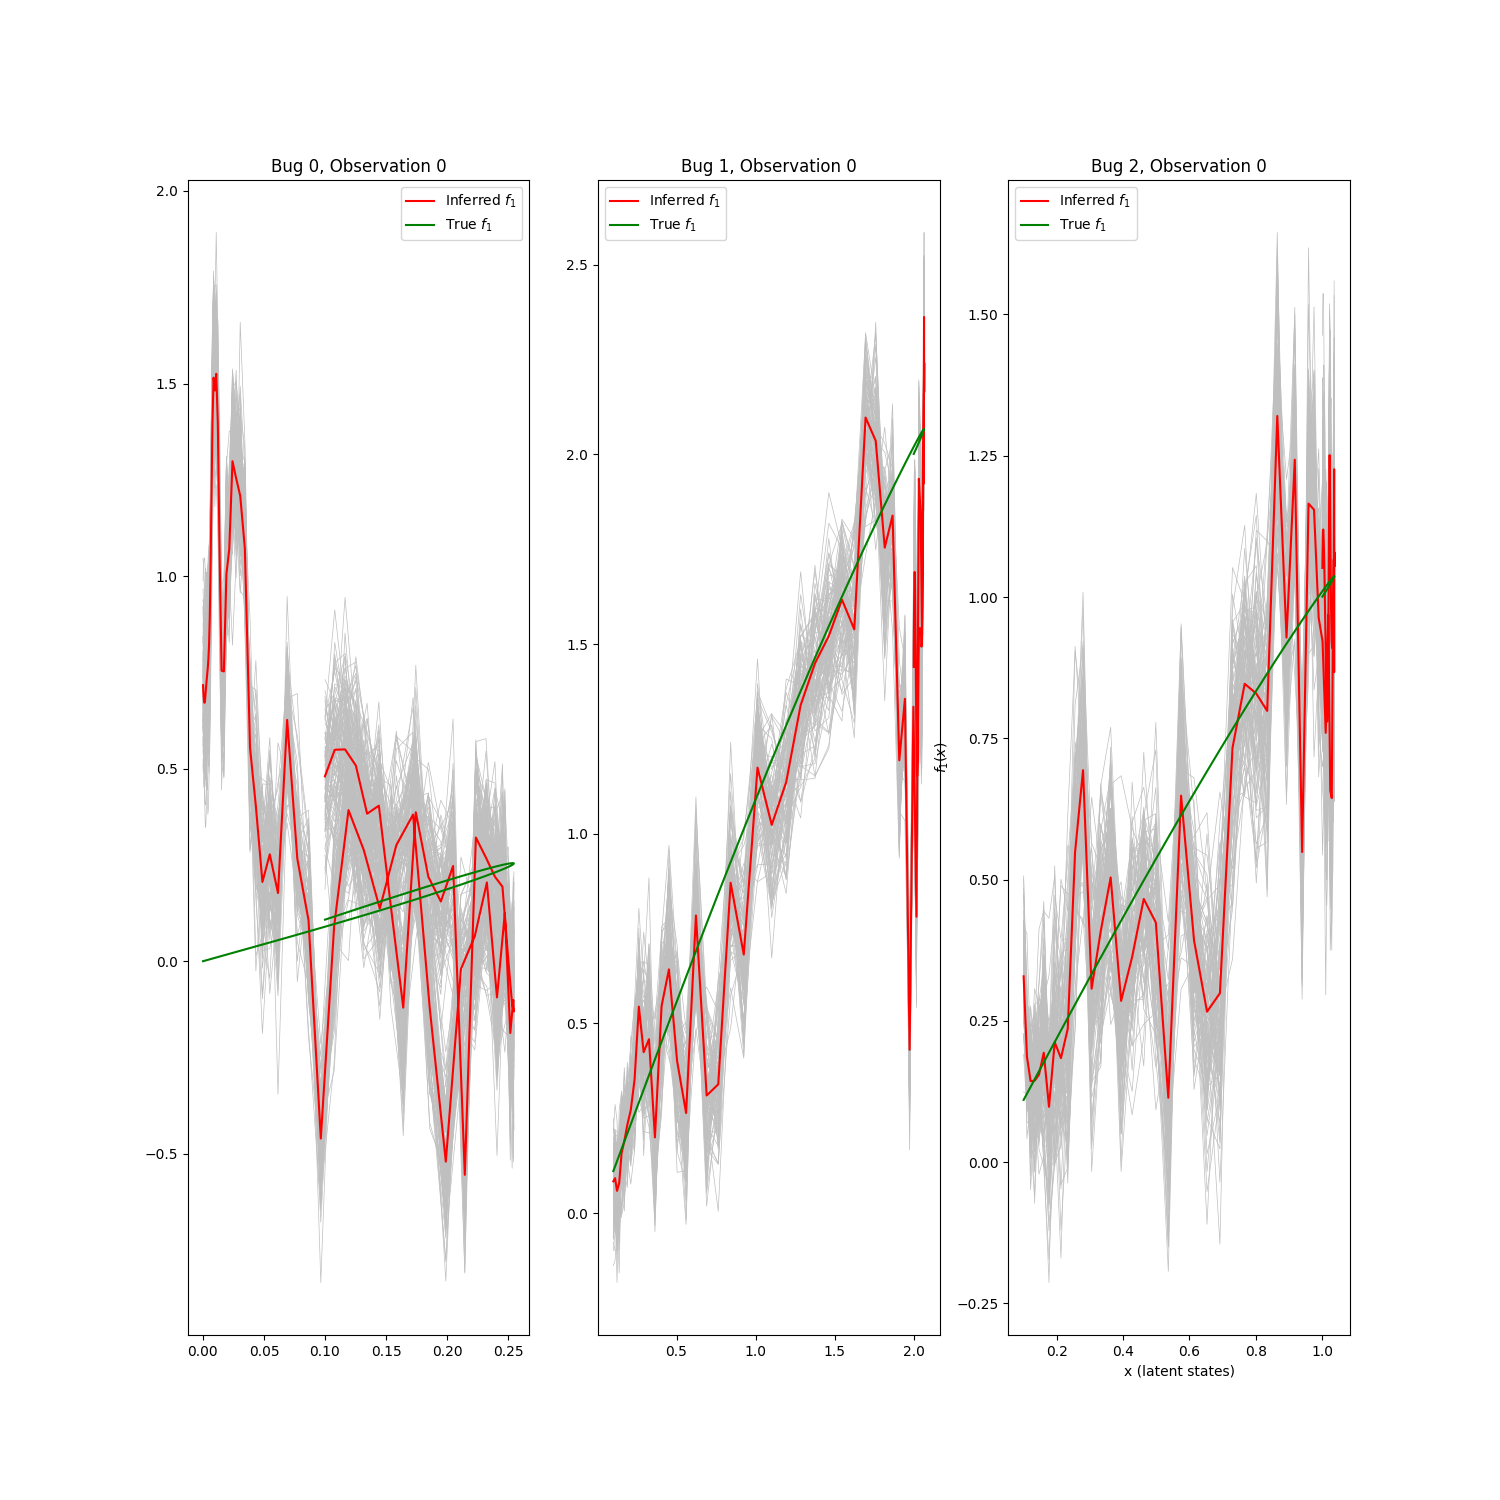 Bug 0, Observation 0
Inferred f₁
True f₁
2.0
1.5
1.0
0.5
0.0
−0.5
0.00 0.05 0.10 0.15 0.20 0.25
Bug 1, Observation 0
Inferred f₁
True f₁
2.5
2.0
1.5
1.0
0.5
0.0
0.5 1.0 1.5 2.0
Bug 2, Observation 0
Inferred f₁
True f₁
f₁(x)
1.50
1.25
1.00
0.75
0.50
0.25
0.00
−0.25
0.2 0.4 0.6 0.8 1.0
x (latent states)